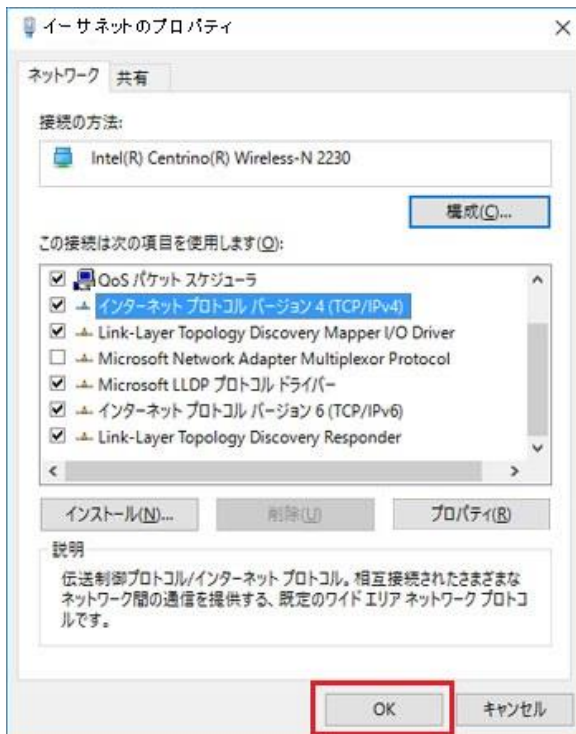 イーサネットのプロパティ
ネットワーク 共有
接続の方法:
Intel(R) Centrino(R) Wireless-N 2230
構成(C)...
この接続は次の項目を使用します(O):
QoS パケット スケジューラ
インターネット プロトコル バージョン 4 (TCP/IPv4)
Link-Layer Topology Discovery Mapper I/O Driver
Microsoft Network Adapter Multiplexor Protocol
Microsoft LLDP プロトコル ドライバー
インターネット プロトコル バージョン 6 (TCP/IPv6)
Link-Layer Topology Discovery Responder
インストール(N)... 削除(U) プロパティ(R)
説明
伝送制御プロトコル/インターネット プロトコル。相互接続されたさまざまな
ネットワーク間の通信を提供する、既定のワイド エリア ネットワーク プロトコ
ルです。
OK キャンセル